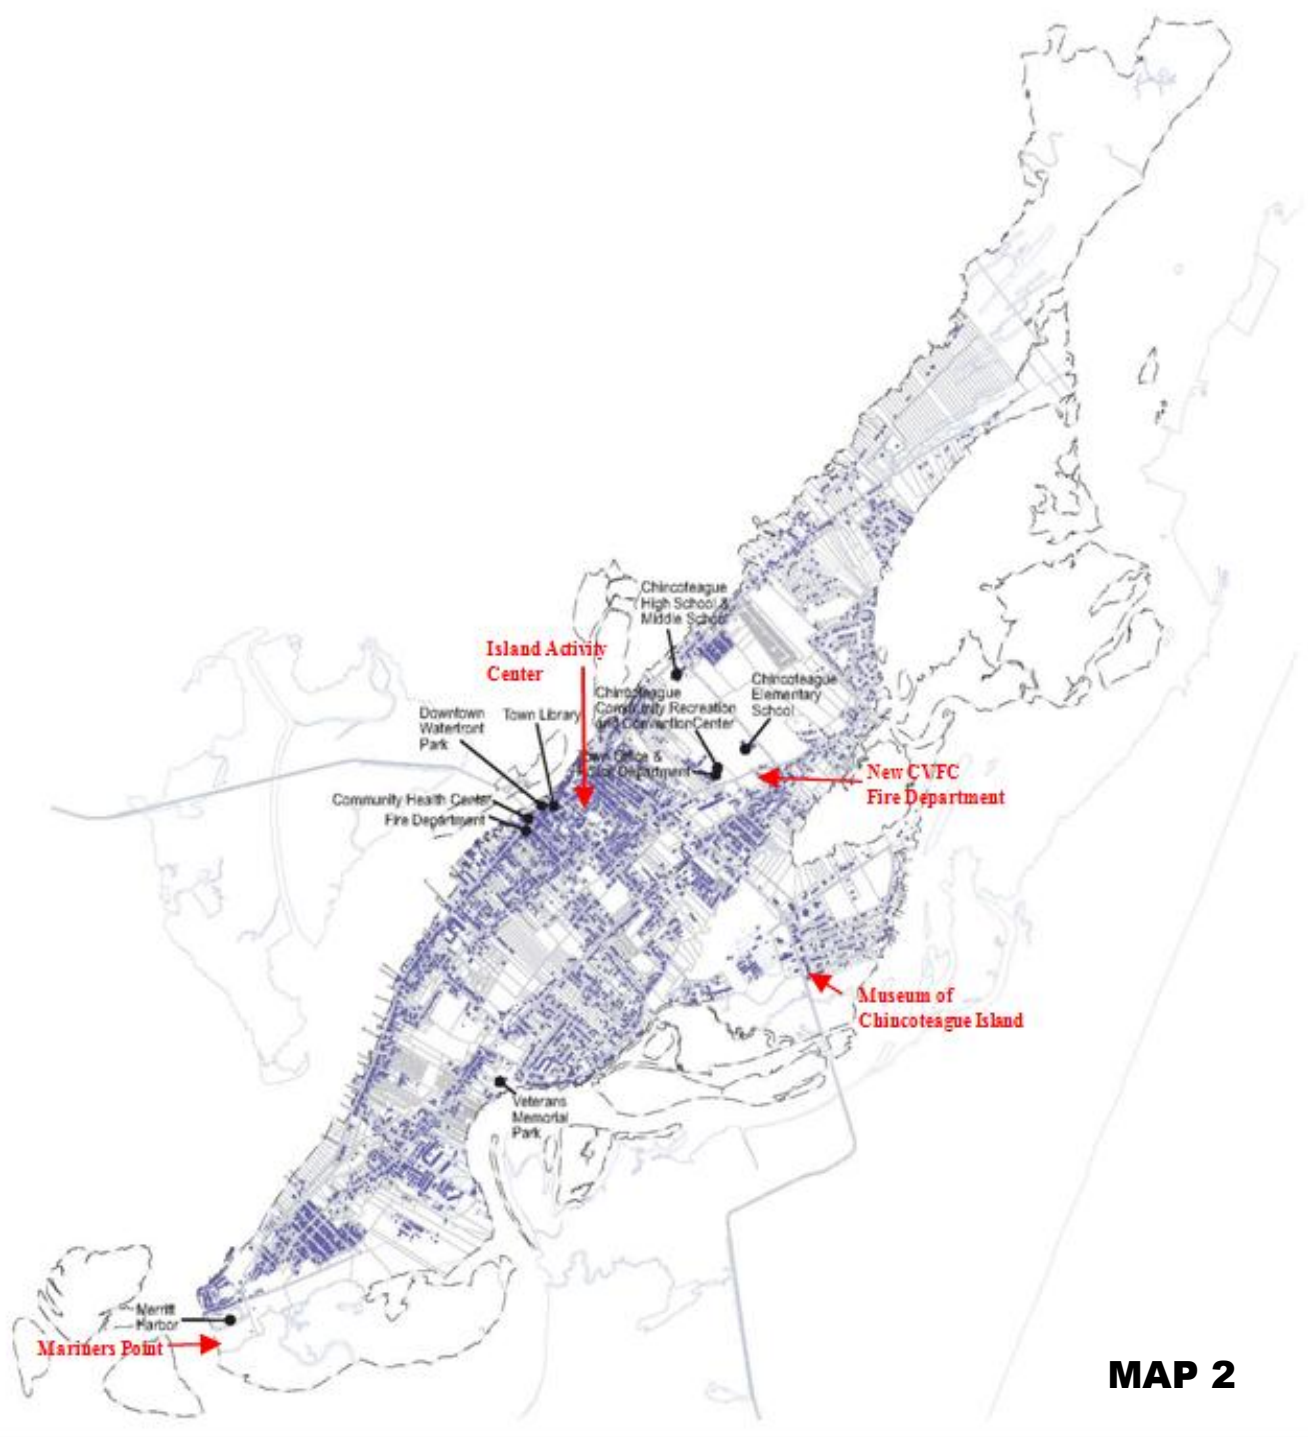 Chincoteague
High School &
Middle School
Island Activity
Center
Chincoteague
Elementary
School
Chincoteague
Community Recreation
and Convention Center
Downtown
Waterfront
Park
Town Library
Town Office &
Police Department
New CVFC
Fire Department
Community Health Center
Fire Department
Museum of
Chincoteague Island
Veterans
Memorial
Park
Merritt
Harbor
Mariners Point
MAP 2